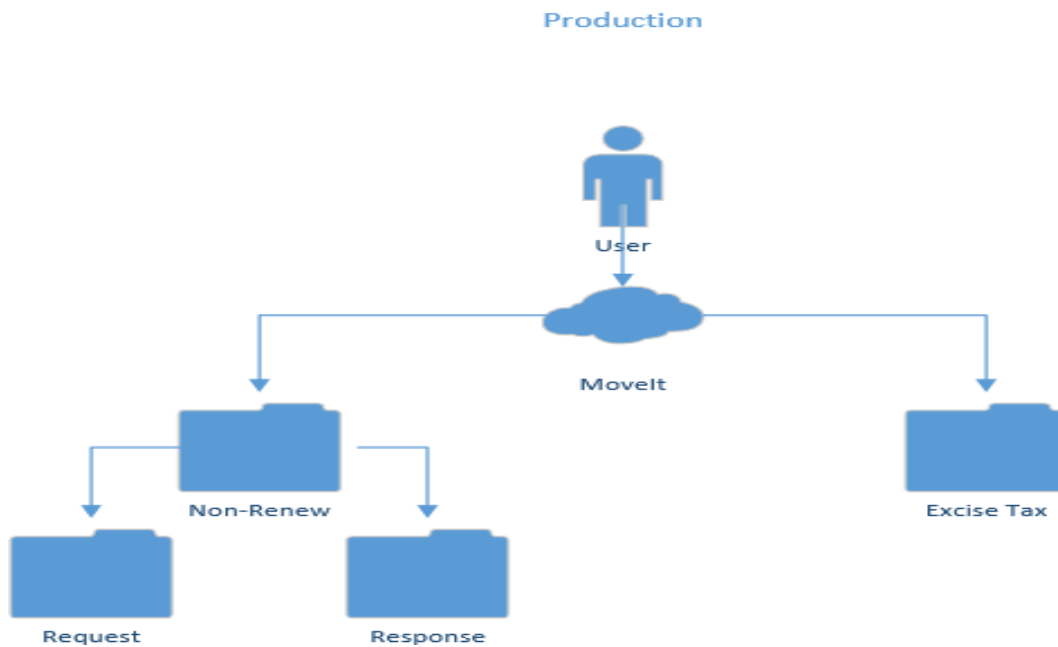 Production
User
MoveIt
Non-Renew
Excise Tax
Request
Response